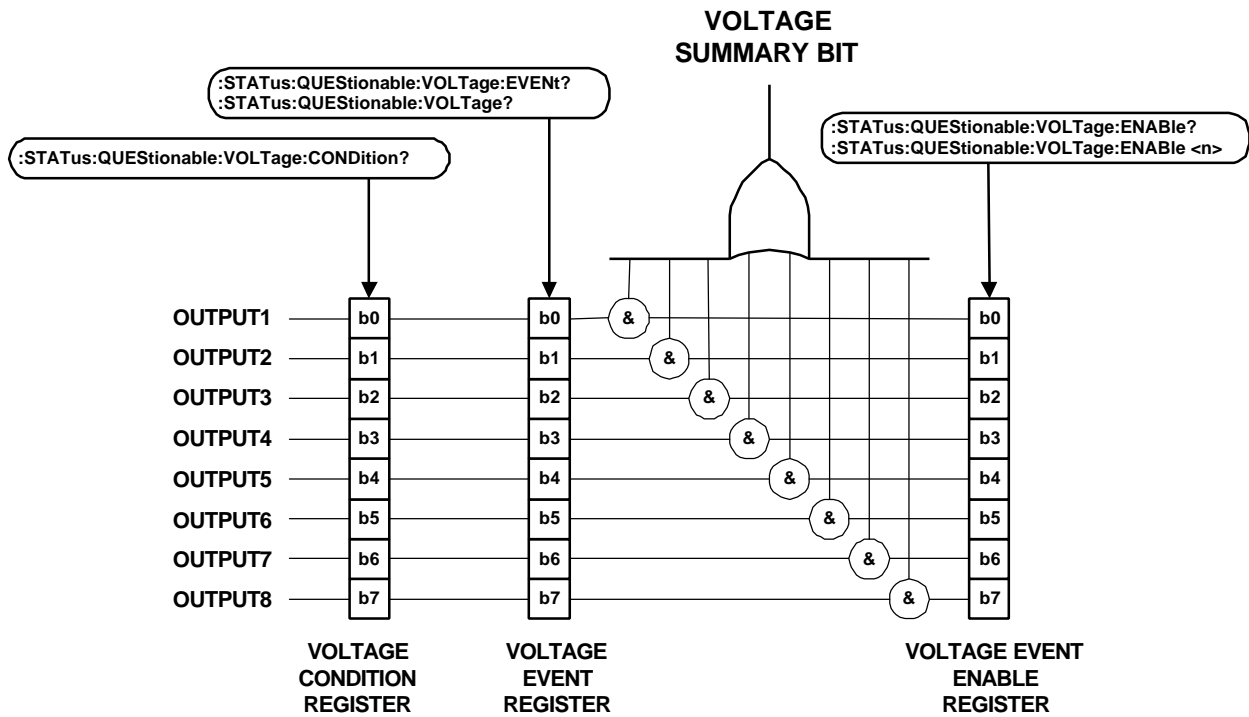 VOLTAGE
SUMMARY BIT
:STATus:QUEStionable:VOLTage:EVENt?
:STATus:QUEStionable:VOLTage?
:STATus:QUEStionable:VOLTage:ENABle?
:STATus:QUEStionable:VOLTage:ENABle <n>
:STATus:QUEStionable:VOLTage:CONDition?
OUTPUT1 b0 b0 & b0
OUTPUT2 b1 b1 & b1
OUTPUT3 b2 b2 & b2
OUTPUT4 b3 b3 & b3
OUTPUT5 b4 b4 & b4
OUTPUT6 b5 b5 & b5
OUTPUT7 b6 b6 & b6
OUTPUT8 b7 b7 & b7
VOLTAGE
CONDITION
REGISTER
VOLTAGE
EVENT
REGISTER
VOLTAGE EVENT
ENABLE
REGISTER